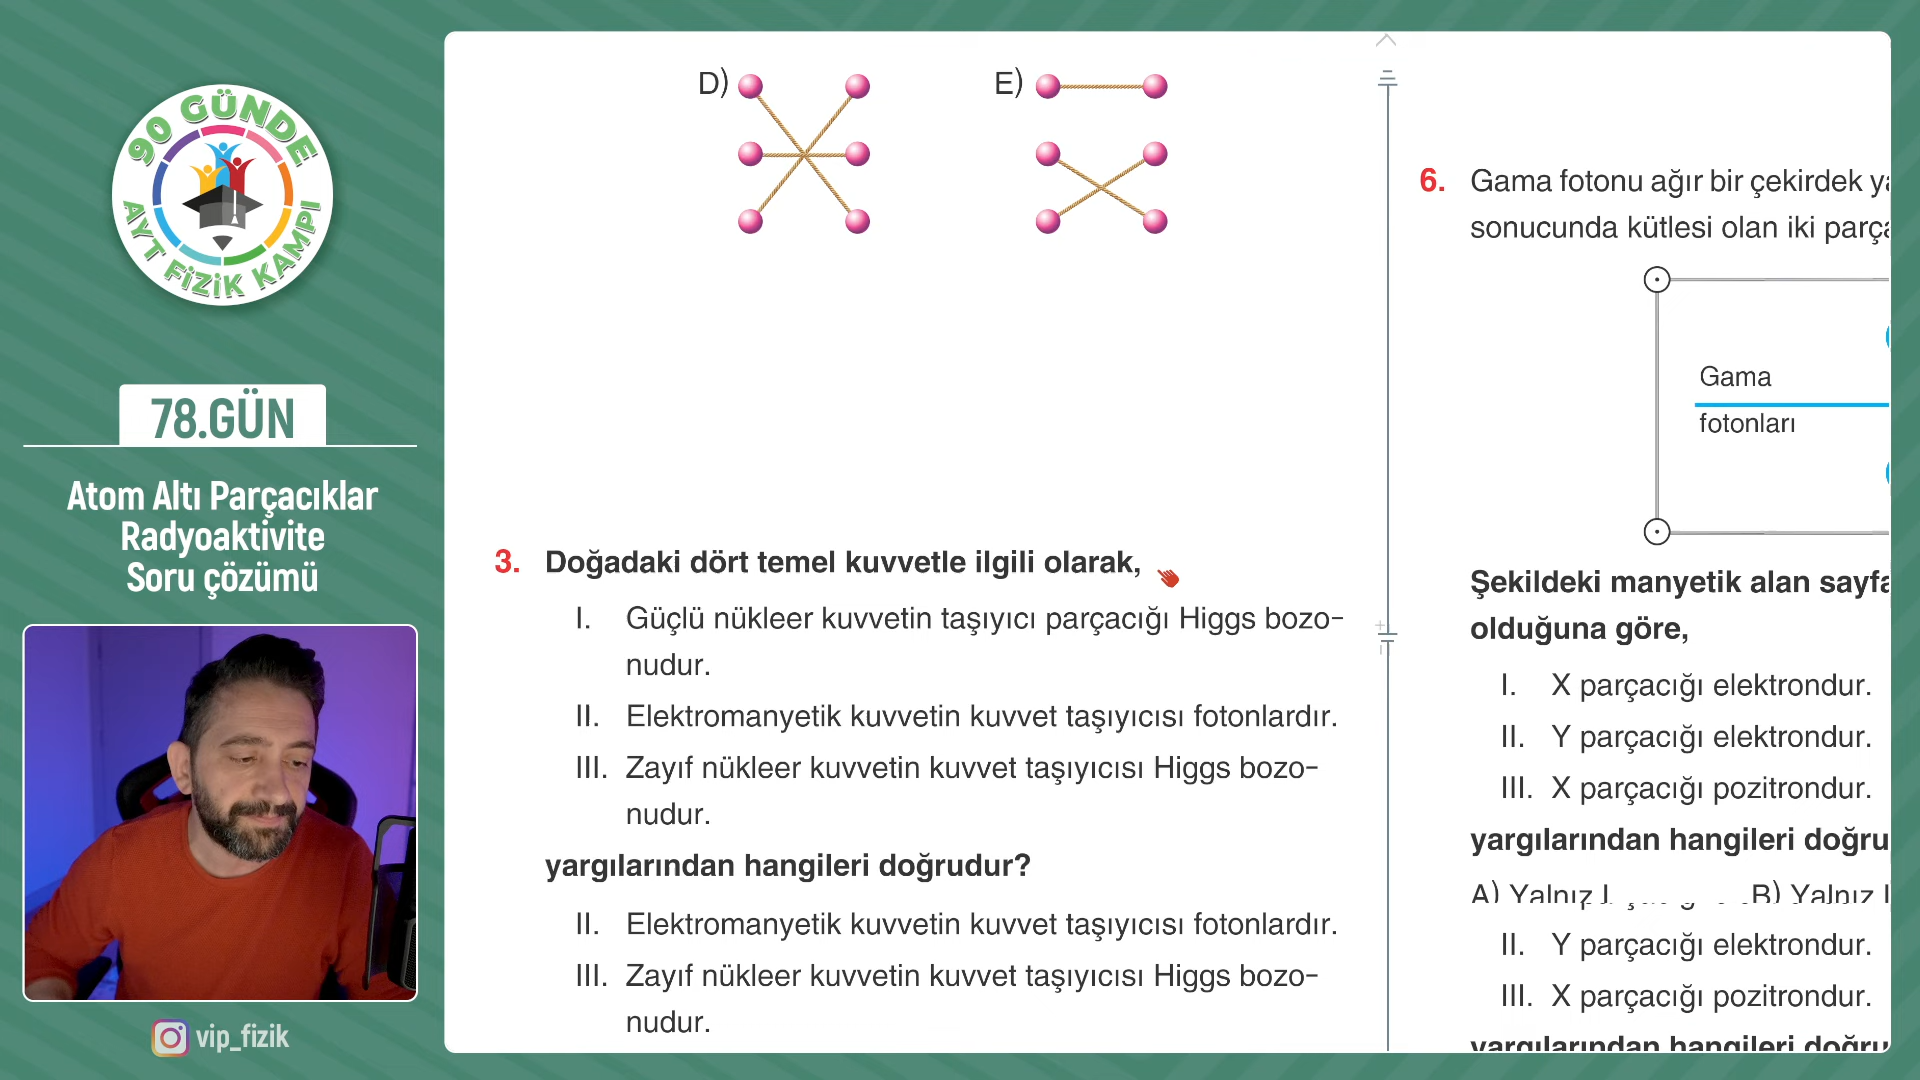 90 GÜNDE
AYT FİZİK KAMPI
78.GÜN
Atom Altı Parçacıklar
Radyoaktivite
Soru çözümü
vip_fizik
D)
E)
3. Doğadaki dört temel kuvvetle ilgili olarak,
I. Güçlü nükleer kuvvetin taşıyıcı parçacığı Higgs bozo-
nudur.
II. Elektromanyetik kuvvetin kuvvet taşıyıcısı fotonlardır.
III. Zayıf nükleer kuvvetin kuvvet taşıyıcısı Higgs bozo-
nudur.
yargılarından hangileri doğrudur?
II. Elektromanyetik kuvvetin kuvvet taşıyıcısı fotonlardır.
III. Zayıf nükleer kuvvetin kuvvet taşıyıcısı Higgs bozo-
nudur.
6. Gama fotonu ağır bir çekirdek
sonucunda kütlesi olan iki
Gama
fotonları
Şekildeki manyetik alan
olduğuna göre,
I. X parçacığı elektrondur.
II. Y parçacığı elektrondur.
III. X parçacığı pozitrondur.
yargılarından hangileri
A) Yalnız I B) Yalnız
II. Y parçacığı elektrondur.
III. X parçacığı pozitrondur.
yargılarından hangileri